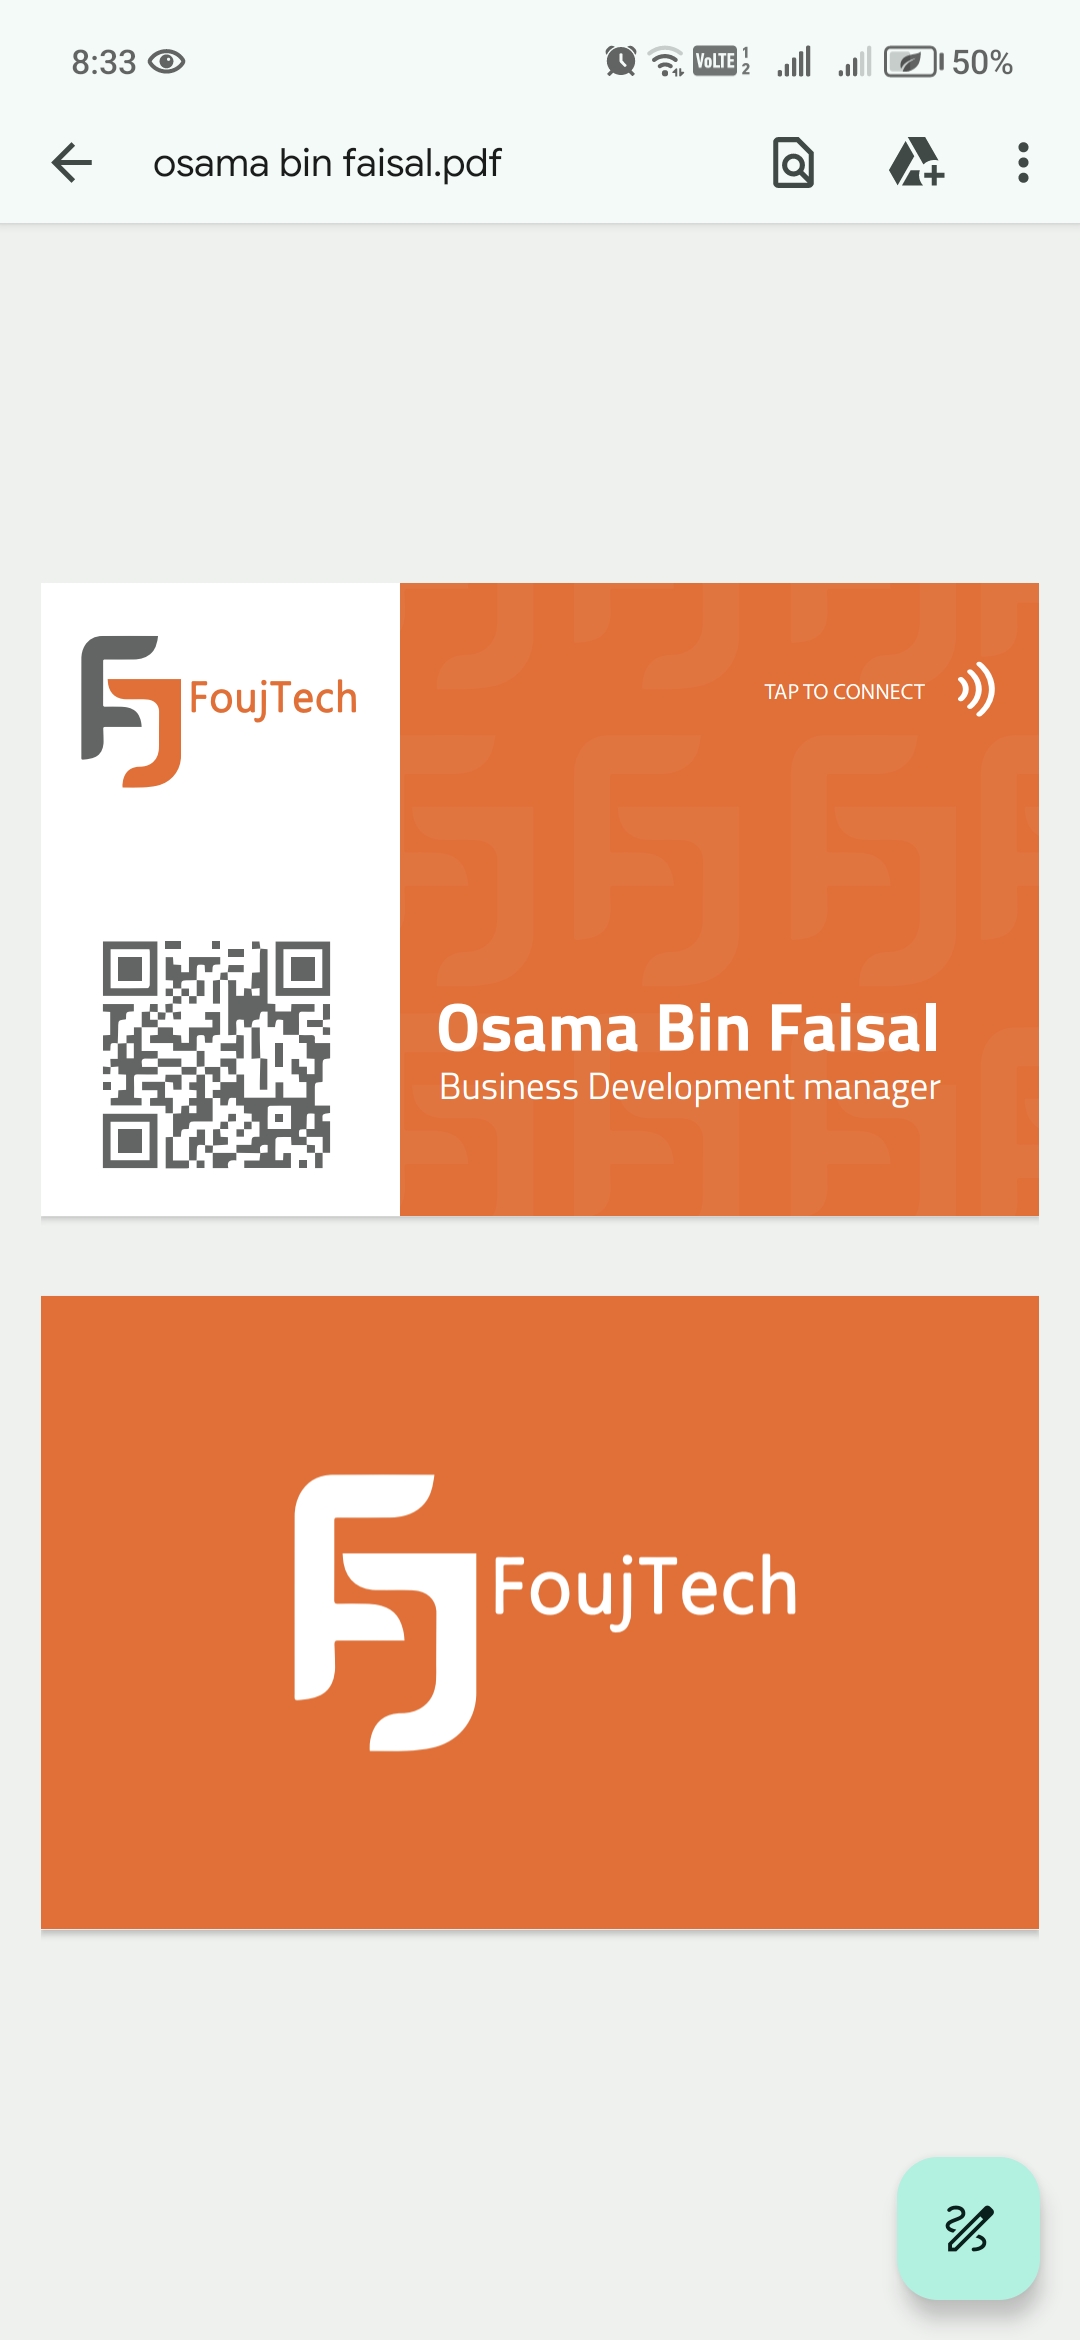 8:33
VoLTE 1 2 50%
osama bin faisal.pdf
FoujTech
TAP TO CONNECT
Osama Bin Faisal
Business Development manager
FoujTech